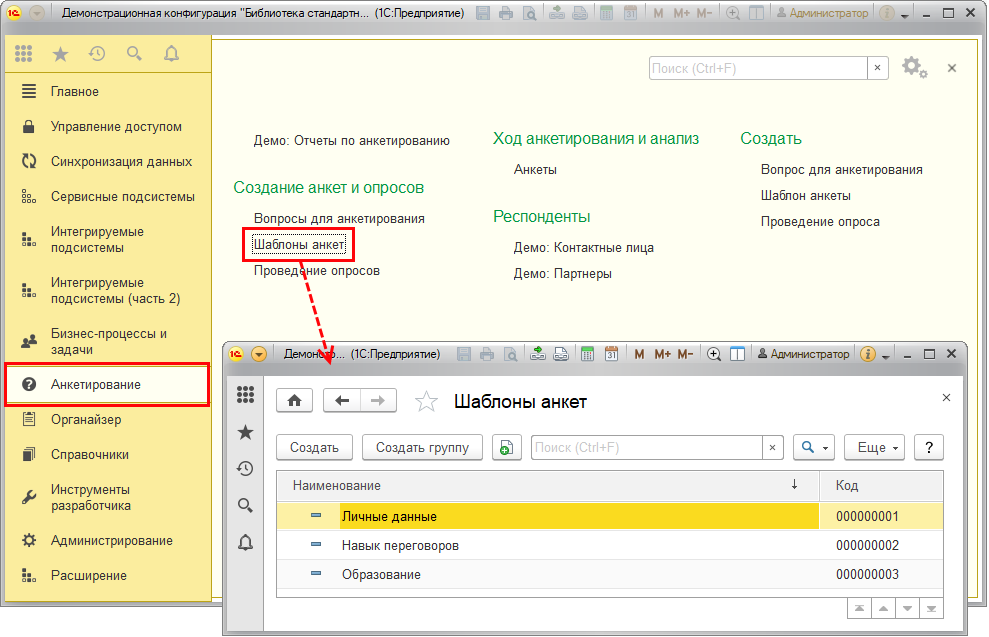 Демонстрационная конфигурация "Библиотека стандартн... (1С:Предприятие)
M M+ M-
Администратор
Поиск (Ctrl+F)
Главное
Управление доступом
Синхронизация данных
Сервисные подсистемы
Интегрируемые
подсистемы
Интегрируемые
подсистемы (часть 2)
Бизнес-процессы и
задачи
Анкетирование
Органайзер
Справочники
Инструменты
разработчика
Администрирование
Расширение
Демо: Отчеты по анкетированию
Создание анкет и опросов
Вопросы для анкетирования
Шаблоны анкет
Проведение опросов
Ход анкетирования и анализ
Анкеты
Респонденты
Демо: Контактные лица
Демо: Партнеры
Создать
Вопрос для анкетирования
Шаблон анкеты
Проведение опроса
Демонстр... (1С:Предприятие)
M M+ M-
Администратор
Шаблоны анкет
Создать
Создать группу
Поиск (Ctrl+F)
Еще
?
Наименование Код
Личные данные 000000001
Навык переговоров 000000002
Образование 000000003